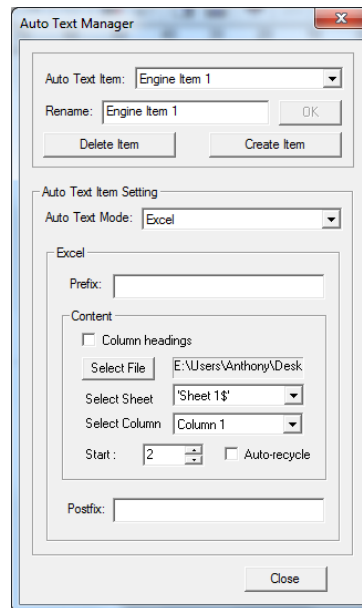 Auto Text Manager
Auto Text Item: Engine Item 1
Rename: Engine Item 1 OK
Delete Item Create Item
Auto Text Item Setting
Auto Text Mode: Excel
Excel
Prefix:
Content
Column headings
Select File E:\Users\Anthony\Desk
Select Sheet 'Sheet 1$'
Select Column Column 1
Start : 2 Auto-recycle
Postfix:
Close